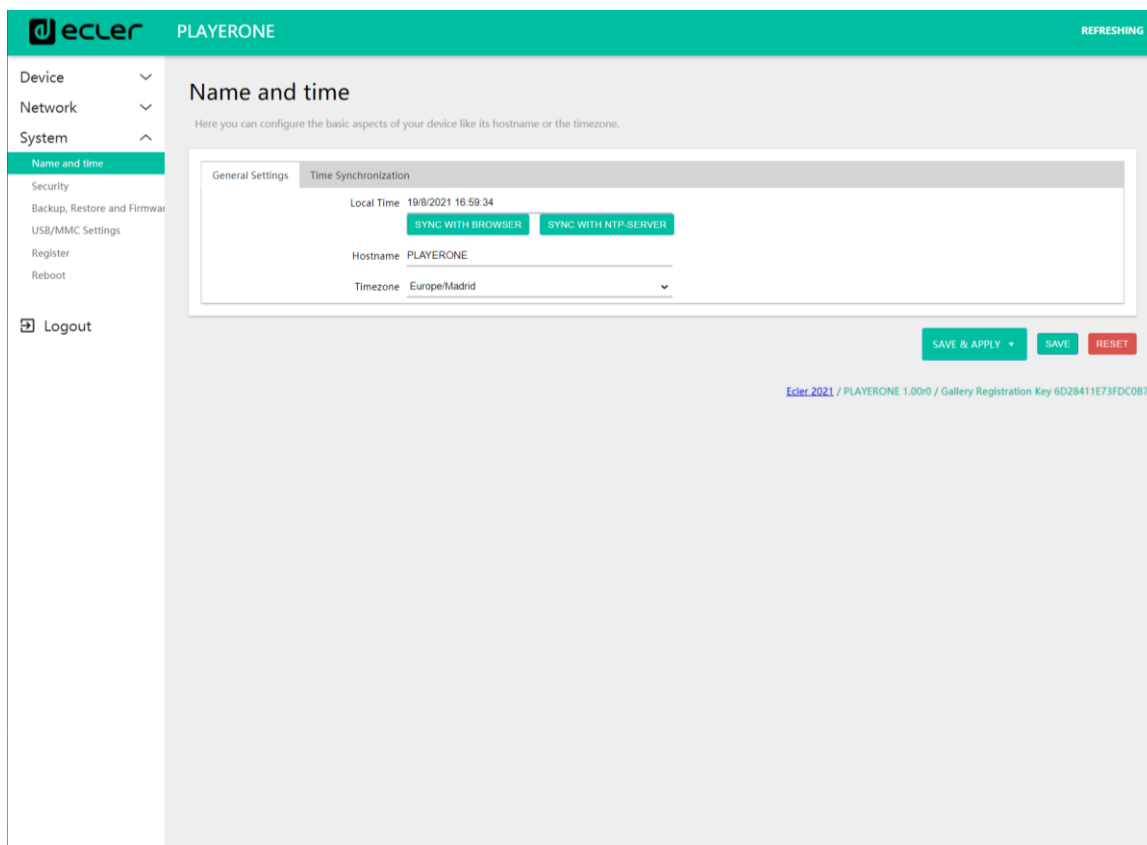 ecler PLAYERONE REFRESHING
Device
Network
System
Name and time
Security
Backup, Restore and Firmwar
USB/MMC Settings
Register
Reboot
Logout
Name and time
Here you can configure the basic aspects of your device like its hostname or the timezone.
General Settings Time Synchronization
Local Time 19/8/2021 16:59:34
SYNC WITH BROWSER SYNC WITH NTP-SERVER
Hostname PLAYERONE
Timezone Europe/Madrid
SAVE & APPLY SAVE RESET
Ecler 2021 / PLAYERONE 1.00r0 / Gallery Registration Key 6D28411E73FDC0B7